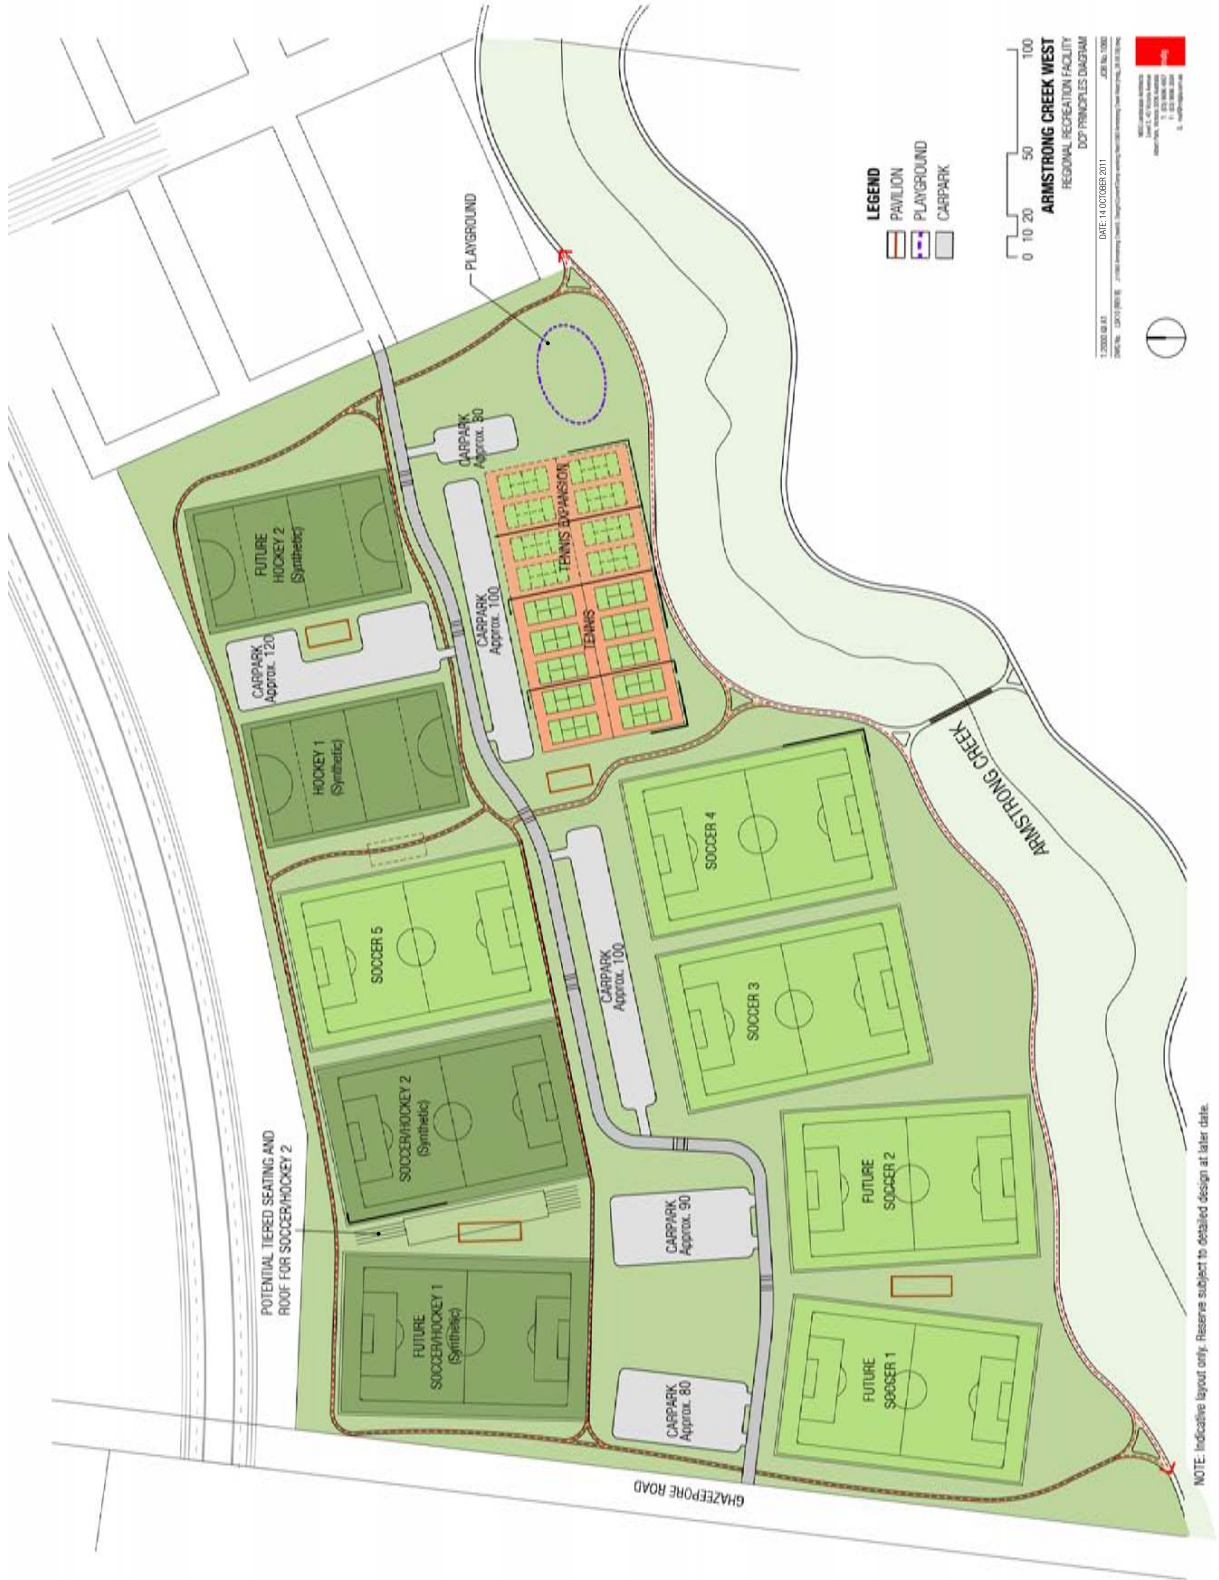 POTENTIAL TIERED SEATING AND
ROOF FOR SOCCER/HOCKEY 2
FUTURE
SOCCER/HOCKEY 1
(Synthetic)
SOCCER/HOCKEY 2
(Synthetic)
SOCCER 5
HOCKEY 1
(Synthetic)
CARPARK
Approx. 120
FUTURE
HOCKEY 2
(Synthetic)
PLAYGROUND
CARPARK
Approx. 80
CARPARK
Approx. 90
CARPARK
Approx. 100
CARPARK
Approx. 100
CARPARK
TENNIS
TENNIS EXPANSION
GHAZEEPORE ROAD
FUTURE
SOCCER 1
FUTURE
SOCCER 2
SOCCER 3
SOCCER 4
ARMSTRONG CREEK
NOTE: Indicative layout only. Reserve subject to detailed design at later date.
LEGEND
PAVILION
PLAYGROUND
CARPARK
0 10 20 50 100
ARMSTRONG CREEK WEST
REGIONAL RECREATION FACILITY
DCP PRINCIPLES DIAGRAM
DATE: 14 OCTOBER 2011